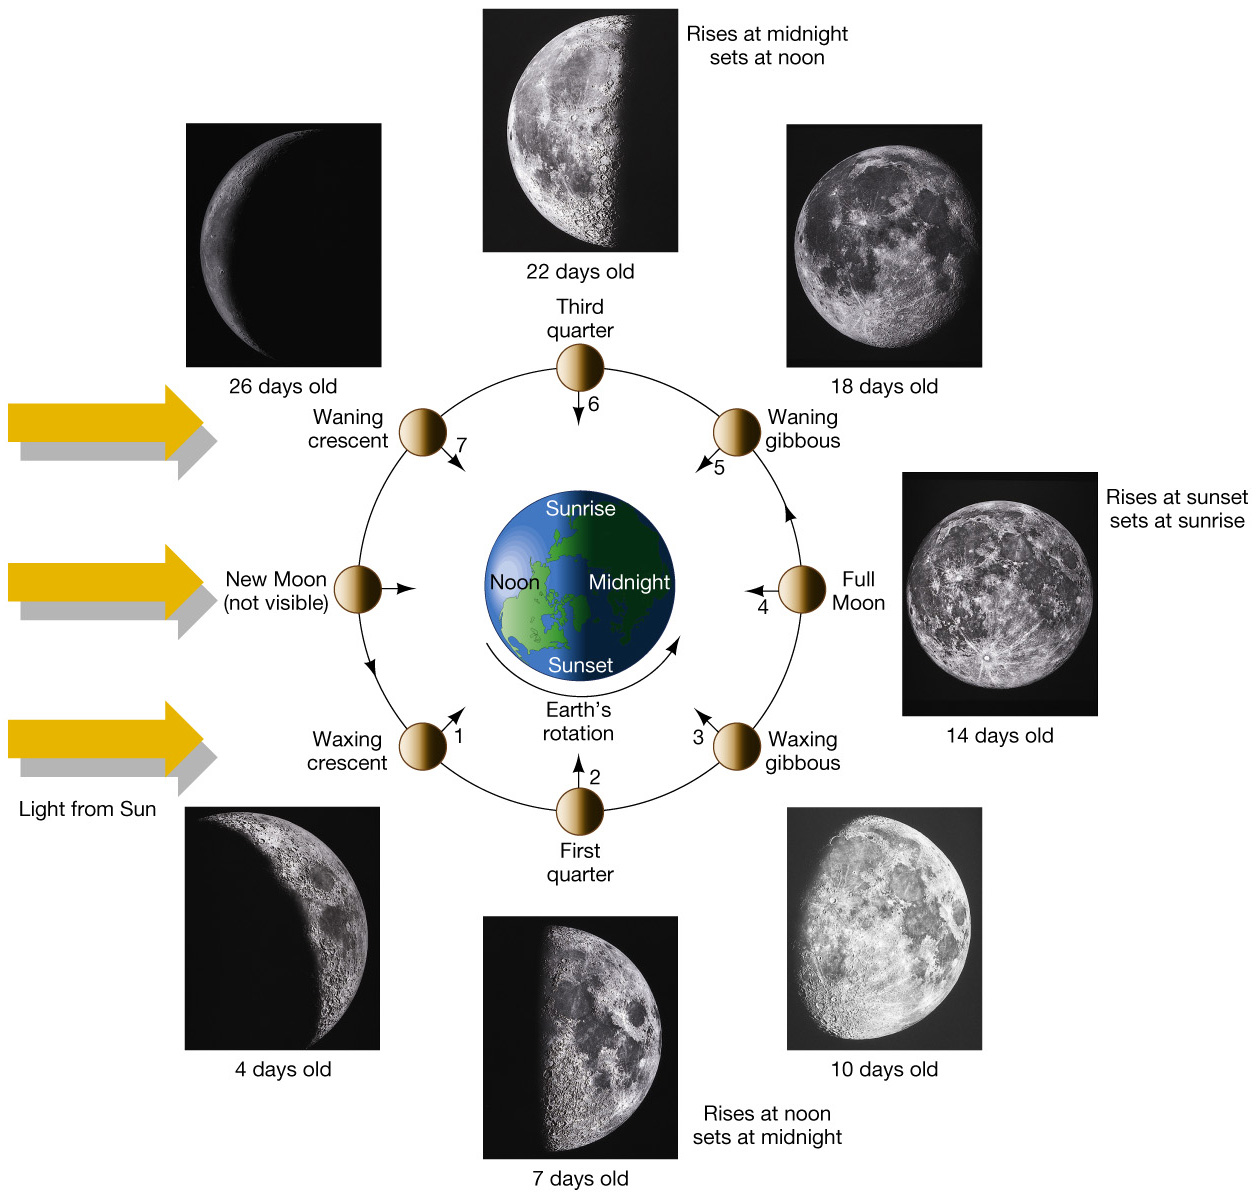 Rises at midnight
sets at noon
22 days old
Third
quarter
6
26 days old
18 days old
Waning
crescent
7
Waning
gibbous
5
Rises at sunset
sets at sunrise
Sunrise
New Moon
(not visible)
Noon
Midnight
4
Full
Moon
Sunset
Waxing
crescent
1
Earth's
rotation
3
Waxing
gibbous
14 days old
2
Light from Sun
First
quarter
4 days old
10 days old
Rises at noon
sets at midnight
7 days old